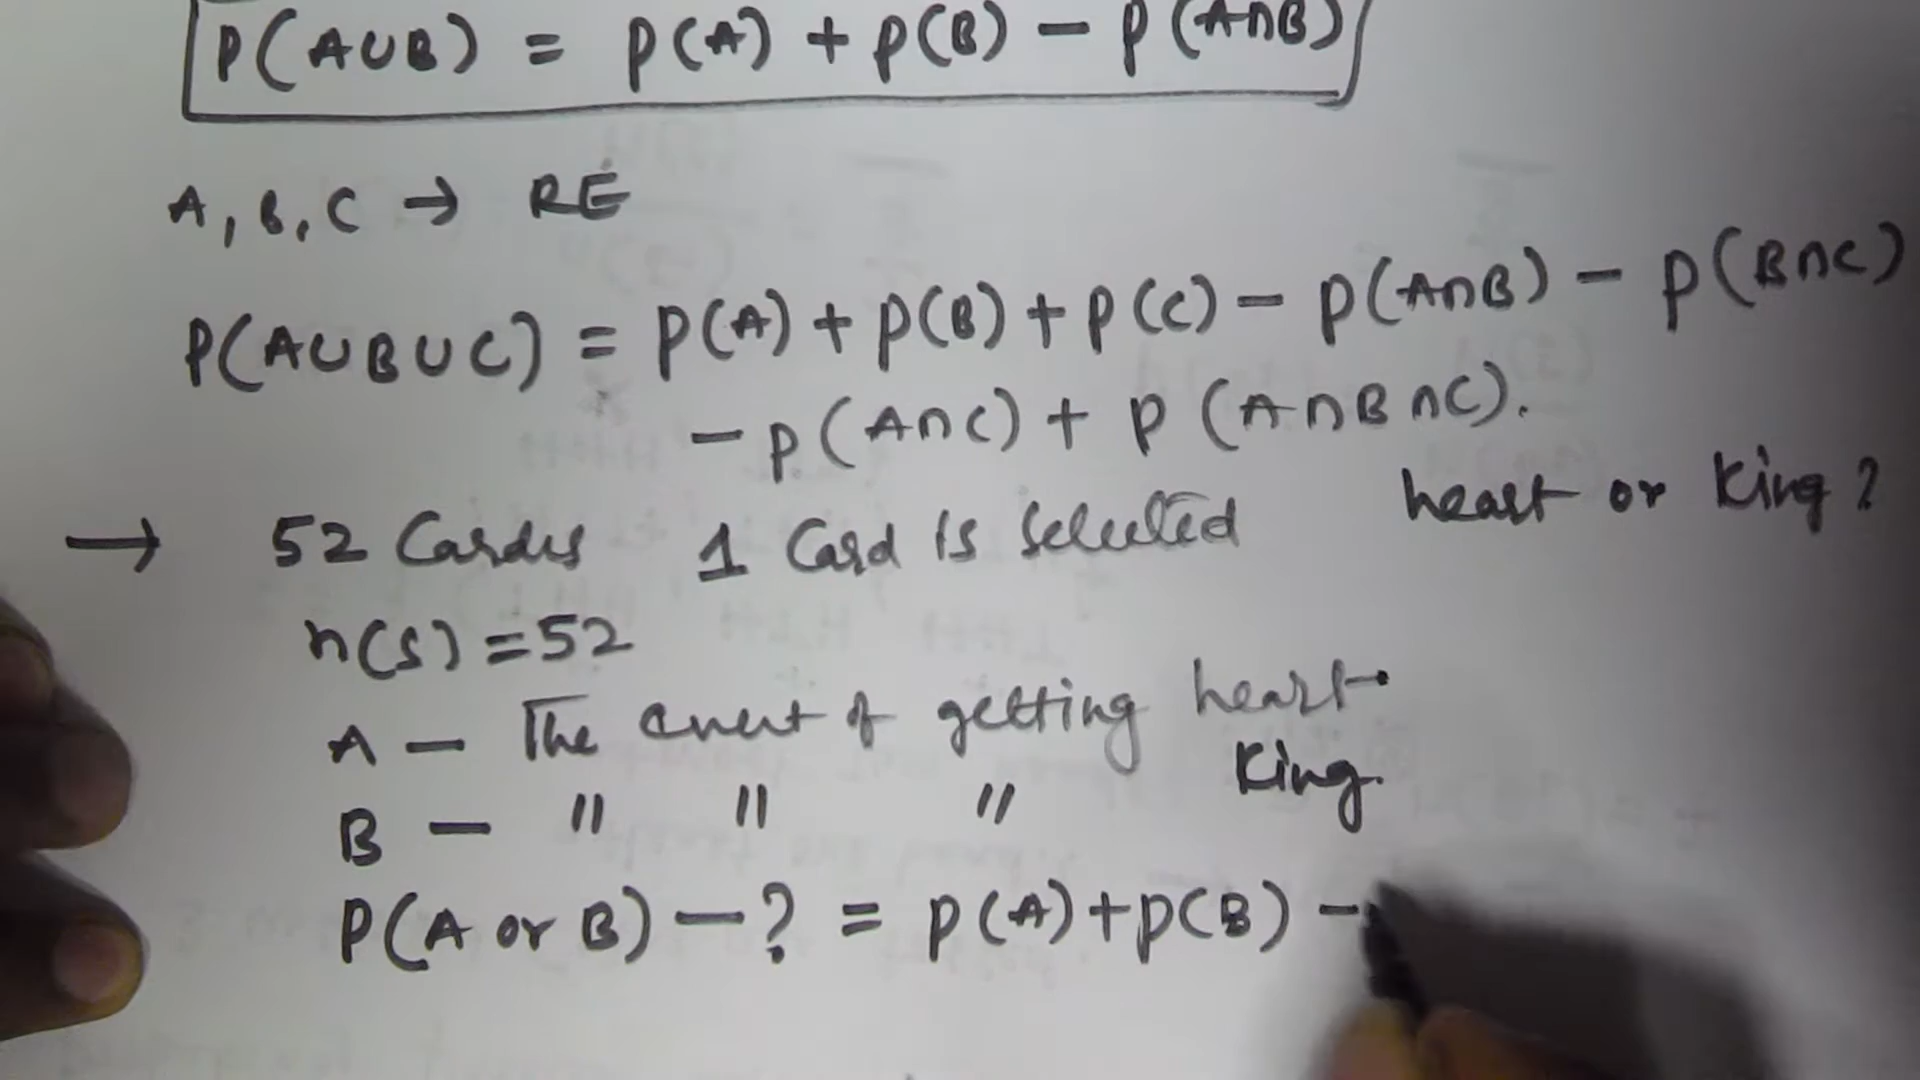 P(A∪B) = P(A) + P(B) - P(A∩B)
A, B, C → RE
P(A∪B∪C) = P(A) + P(B) + P(C) - P(A∩B) - P(B∩C)
- P(A∩C) + P(A∩B∩C).
→ 52 Cards 1 Card is Selected heart or King?
n(S) = 52
A - The event of getting heart.
B - " " " King.
P(A or B) - ? = P(A) + P(B) -